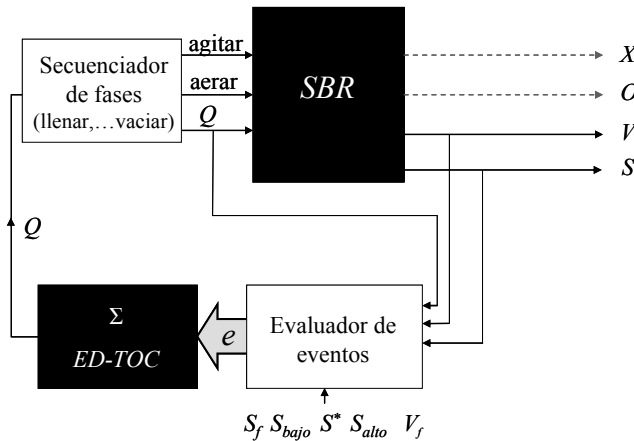 agitar
X
Secuenciador
de fases
(llenar,...vaciar)
aerar
SBR
O
Q
V
S
Q
Σ
ED-TOC
e
Evaluador de
eventos
S_f S_bajo S* S_alto V_f